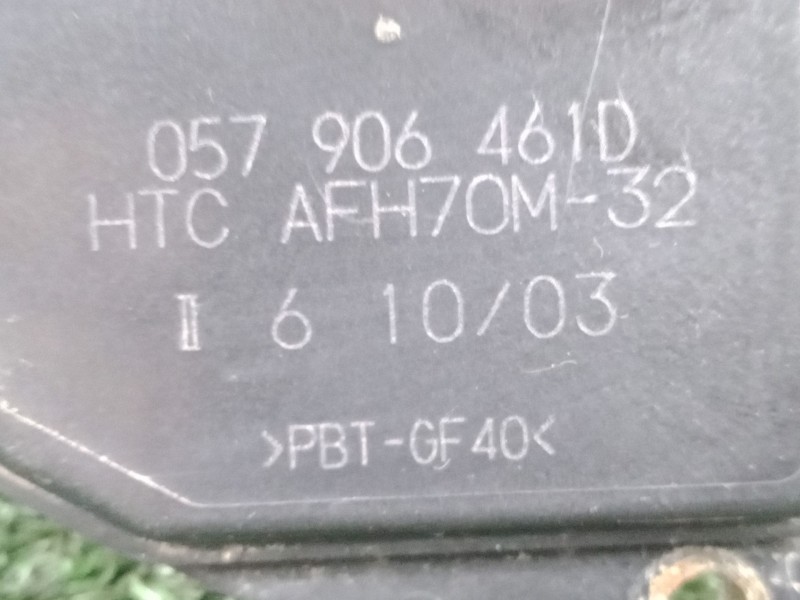 057 906 461D
HTC AFH70M-32
II 6 10/03
>PBT-GF40<